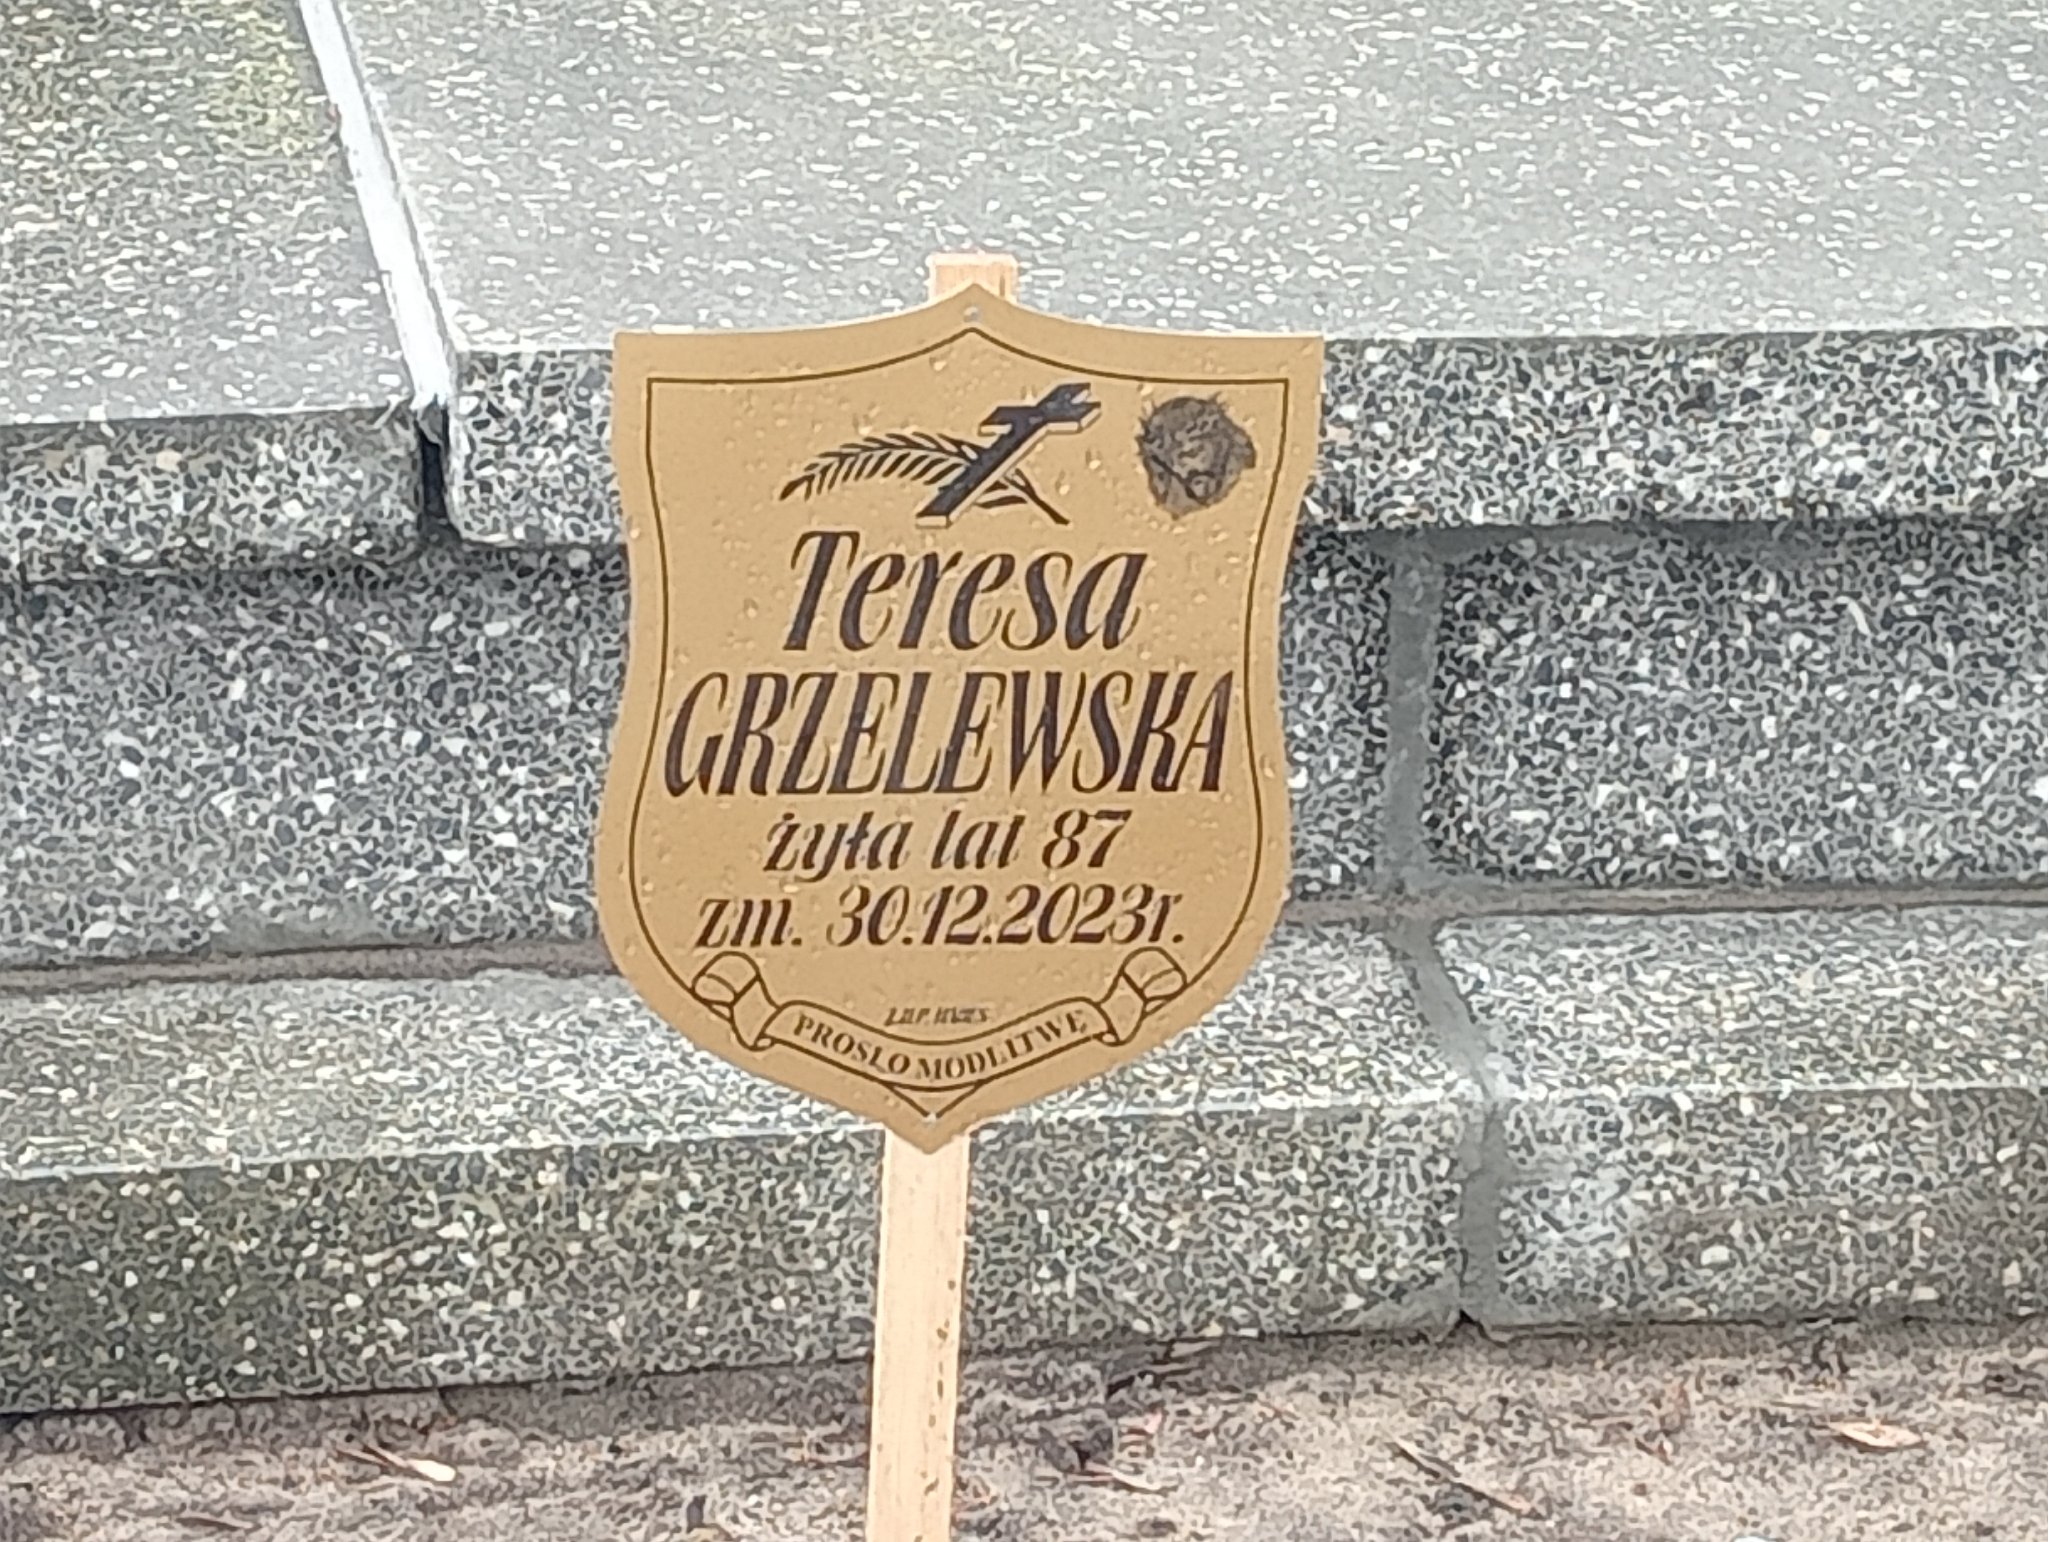 Teresa
GRZELEWSKA
żyła lat 87
zm. 30.12.2023r.
PROSI O MODLITWĘ